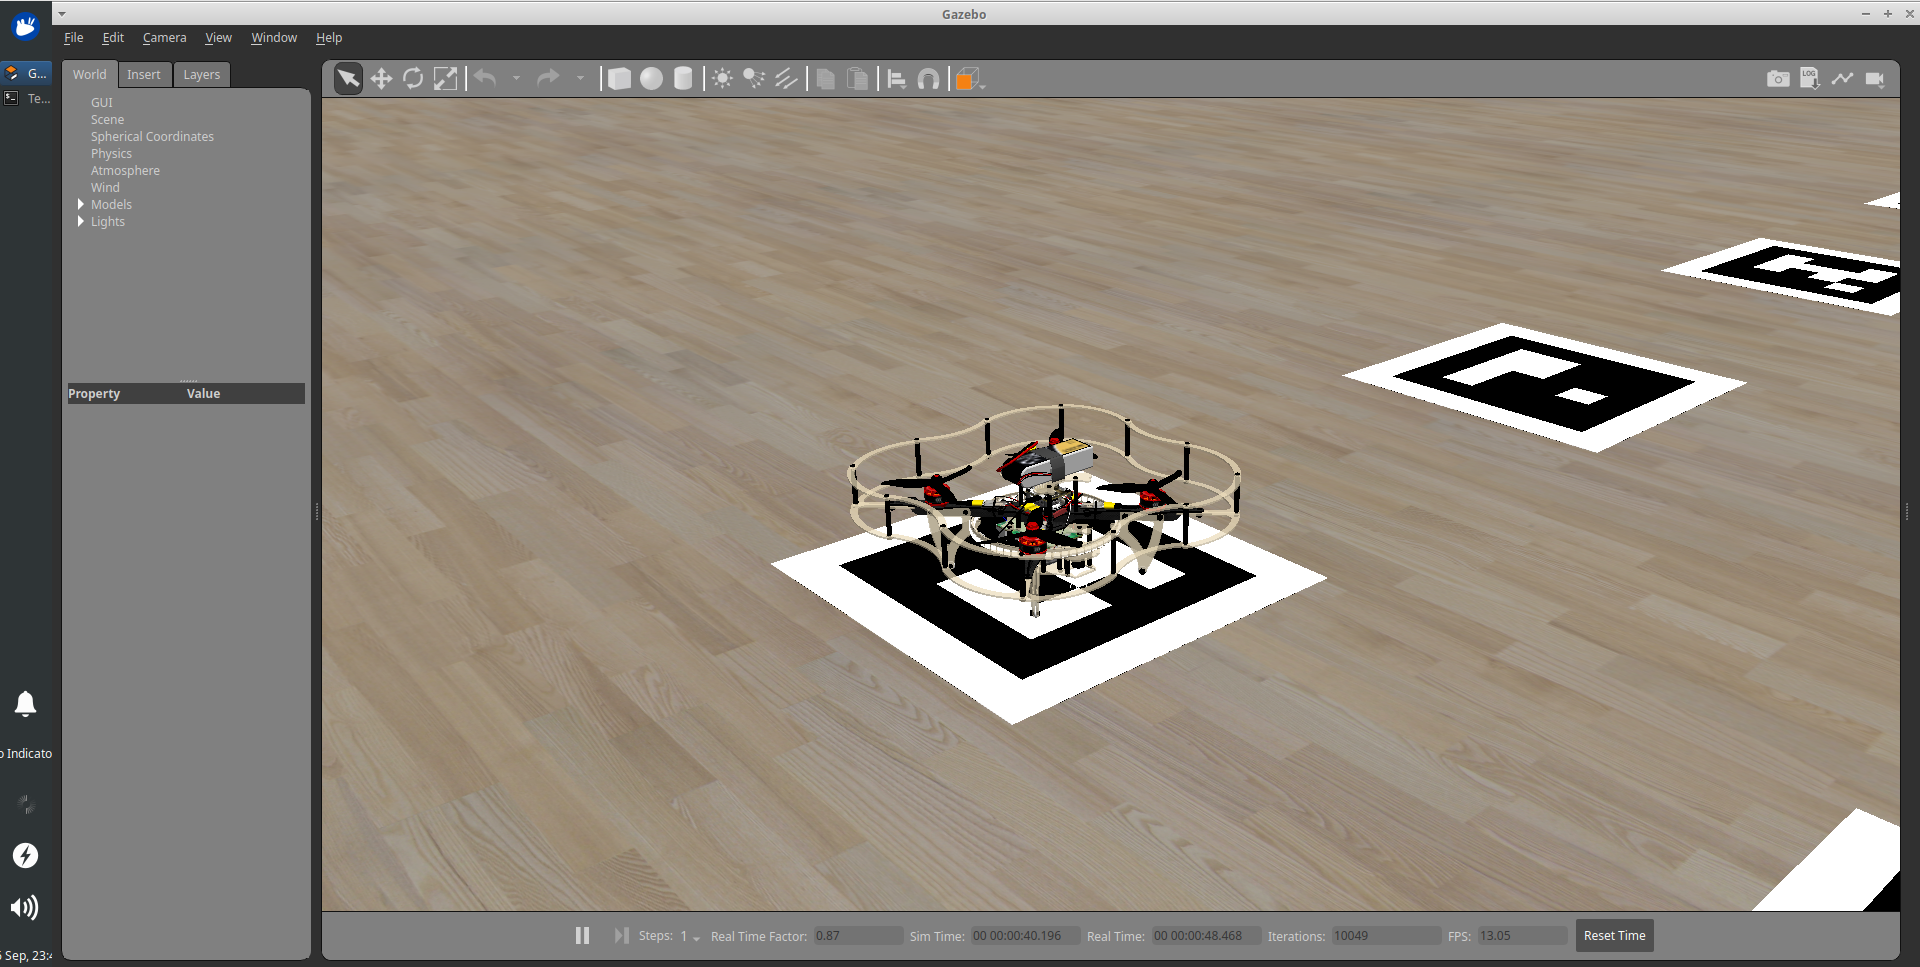 Gazebo
File Edit Camera View Window Help
G...
Te...
World Insert Layers
GUI
Scene
Spherical Coordinates
Physics
Atmosphere
Wind
Models
Lights
Property Value
LOG
o Indicato
Sep, 23:4
Steps: 1 Real Time Factor: 0.87 Sim Time: 00 00:00:40.196 Real Time: 00 00:00:48.468 Iterations: 10049 FPS: 13.05 Reset Time